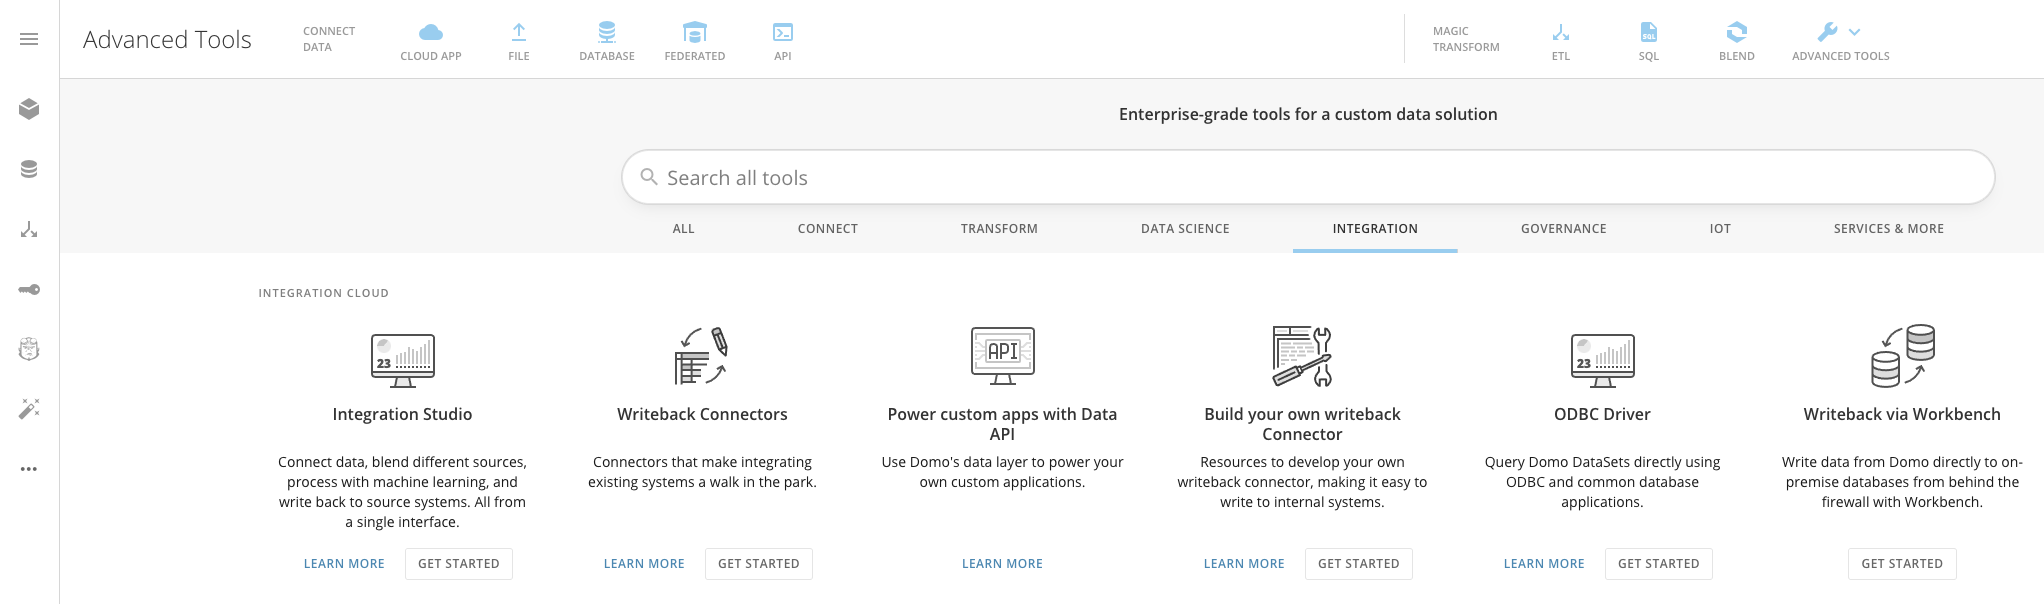 Advanced Tools
CONNECT
DATA
CLOUD APP
FILE
DATABASE
FEDERATED
API
MAGIC
TRANSFORM
ETL
SQL
SQL
BLEND
ADVANCED TOOLS
Enterprise-grade tools for a custom data solution
Search all tools
ALL
CONNECT
TRANSFORM
DATA SCIENCE
INTEGRATION
GOVERNANCE
IOT
SERVICES & MORE
INTEGRATION CLOUD
23
Integration Studio
Connect data, blend different sources,
process with machine learning, and
write back to source systems. All from
a single interface.
LEARN MORE
GET STARTED
Writeback Connectors
Connectors that make integrating
existing systems a walk in the park.
LEARN MORE
GET STARTED
API
Power custom apps with Data
API
Use Domo's data layer to power your
own custom applications.
LEARN MORE
Build your own writeback
Connector
Resources to develop your own
writeback connector, making it easy to
write to internal systems.
LEARN MORE
GET STARTED
23
ODBC Driver
Query Domo DataSets directly using
ODBC and common database
applications.
LEARN MORE
GET STARTED
Writeback via Workbench
Write data from Domo directly to on-
premise databases from behind the
firewall with Workbench.
GET STARTED